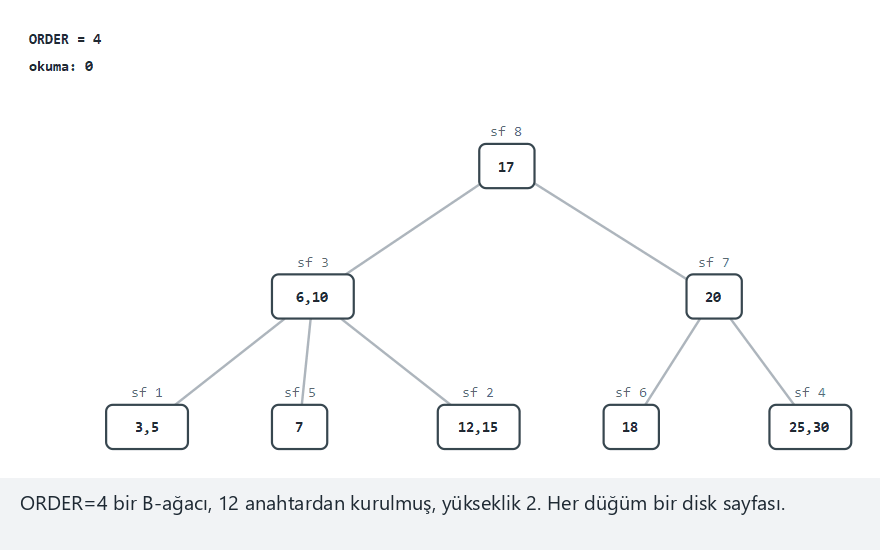 ORDER = 4
okuma: 0
sf 8
17
sf 3
sf 7
6,10
20
sf 1
sf 5
sf 2
sf 6
sf 4
3,5
7
12,15
18
25,30
ORDER=4 bir B-ağacı, 12 anahtardan kurulmuş, yükseklik 2. Her düğüm bir disk sayfası.